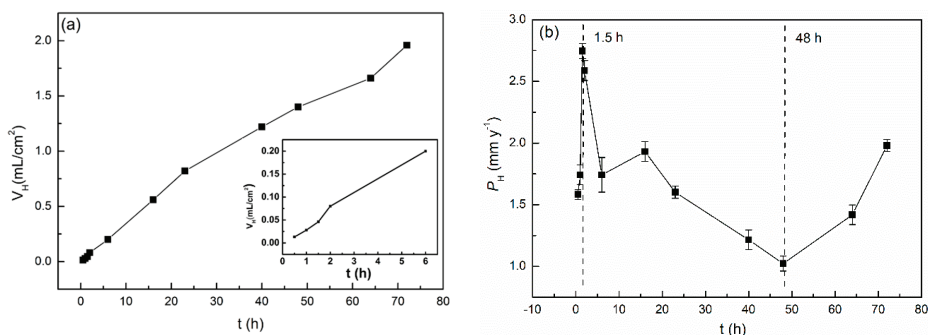 (a)
2.0
1.5
1.0
0.5
0.0
V_H(mL/cm²)
0 10 20 30 40 50 60 70 80
t (h)
0.20
0.15
0.10
0.05
0.00
V_H(mL/cm²)
0 1 2 3 4 5 6
t (h)
(b)
1.5 h
48 h
3.0
2.5
2.0
1.5
1.0
P_H (mm y⁻¹)
-10 0 10 20 30 40 50 60 70 80
t (h)